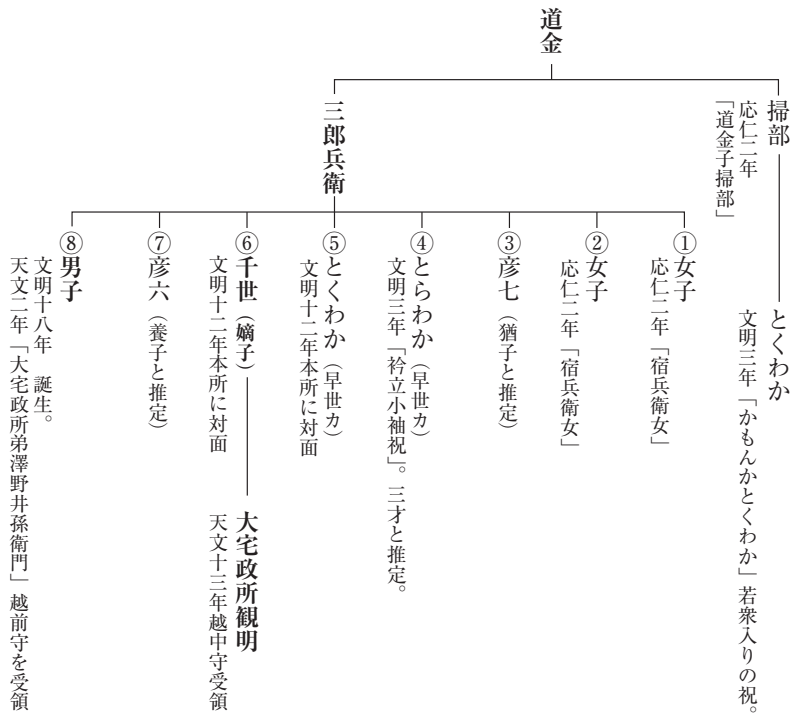 道金
掃部
応仁二年
「道金子掃部」
とくわか
文明三年「かもんかとくわか」若衆入りの祝。
三郎兵衛
①女子
応仁二年「宿兵衛女」
②女子
応仁二年「宿兵衛女」
③彦七（猶子と推定）
④とらわか（早世カ）
文明三年「衿立小袖祝」。三才と推定。
⑤とくわか（早世カ）
文明十二年本所に対面
⑥千世（嫡子）
文明十二年本所に対面
大宅政所観明
天文十三年越中守受領
⑦彦六（養子と推定）
⑧男子
文明十八年　誕生。
天文二年「大宅政所弟澤野井孫衛門」越前守を受領